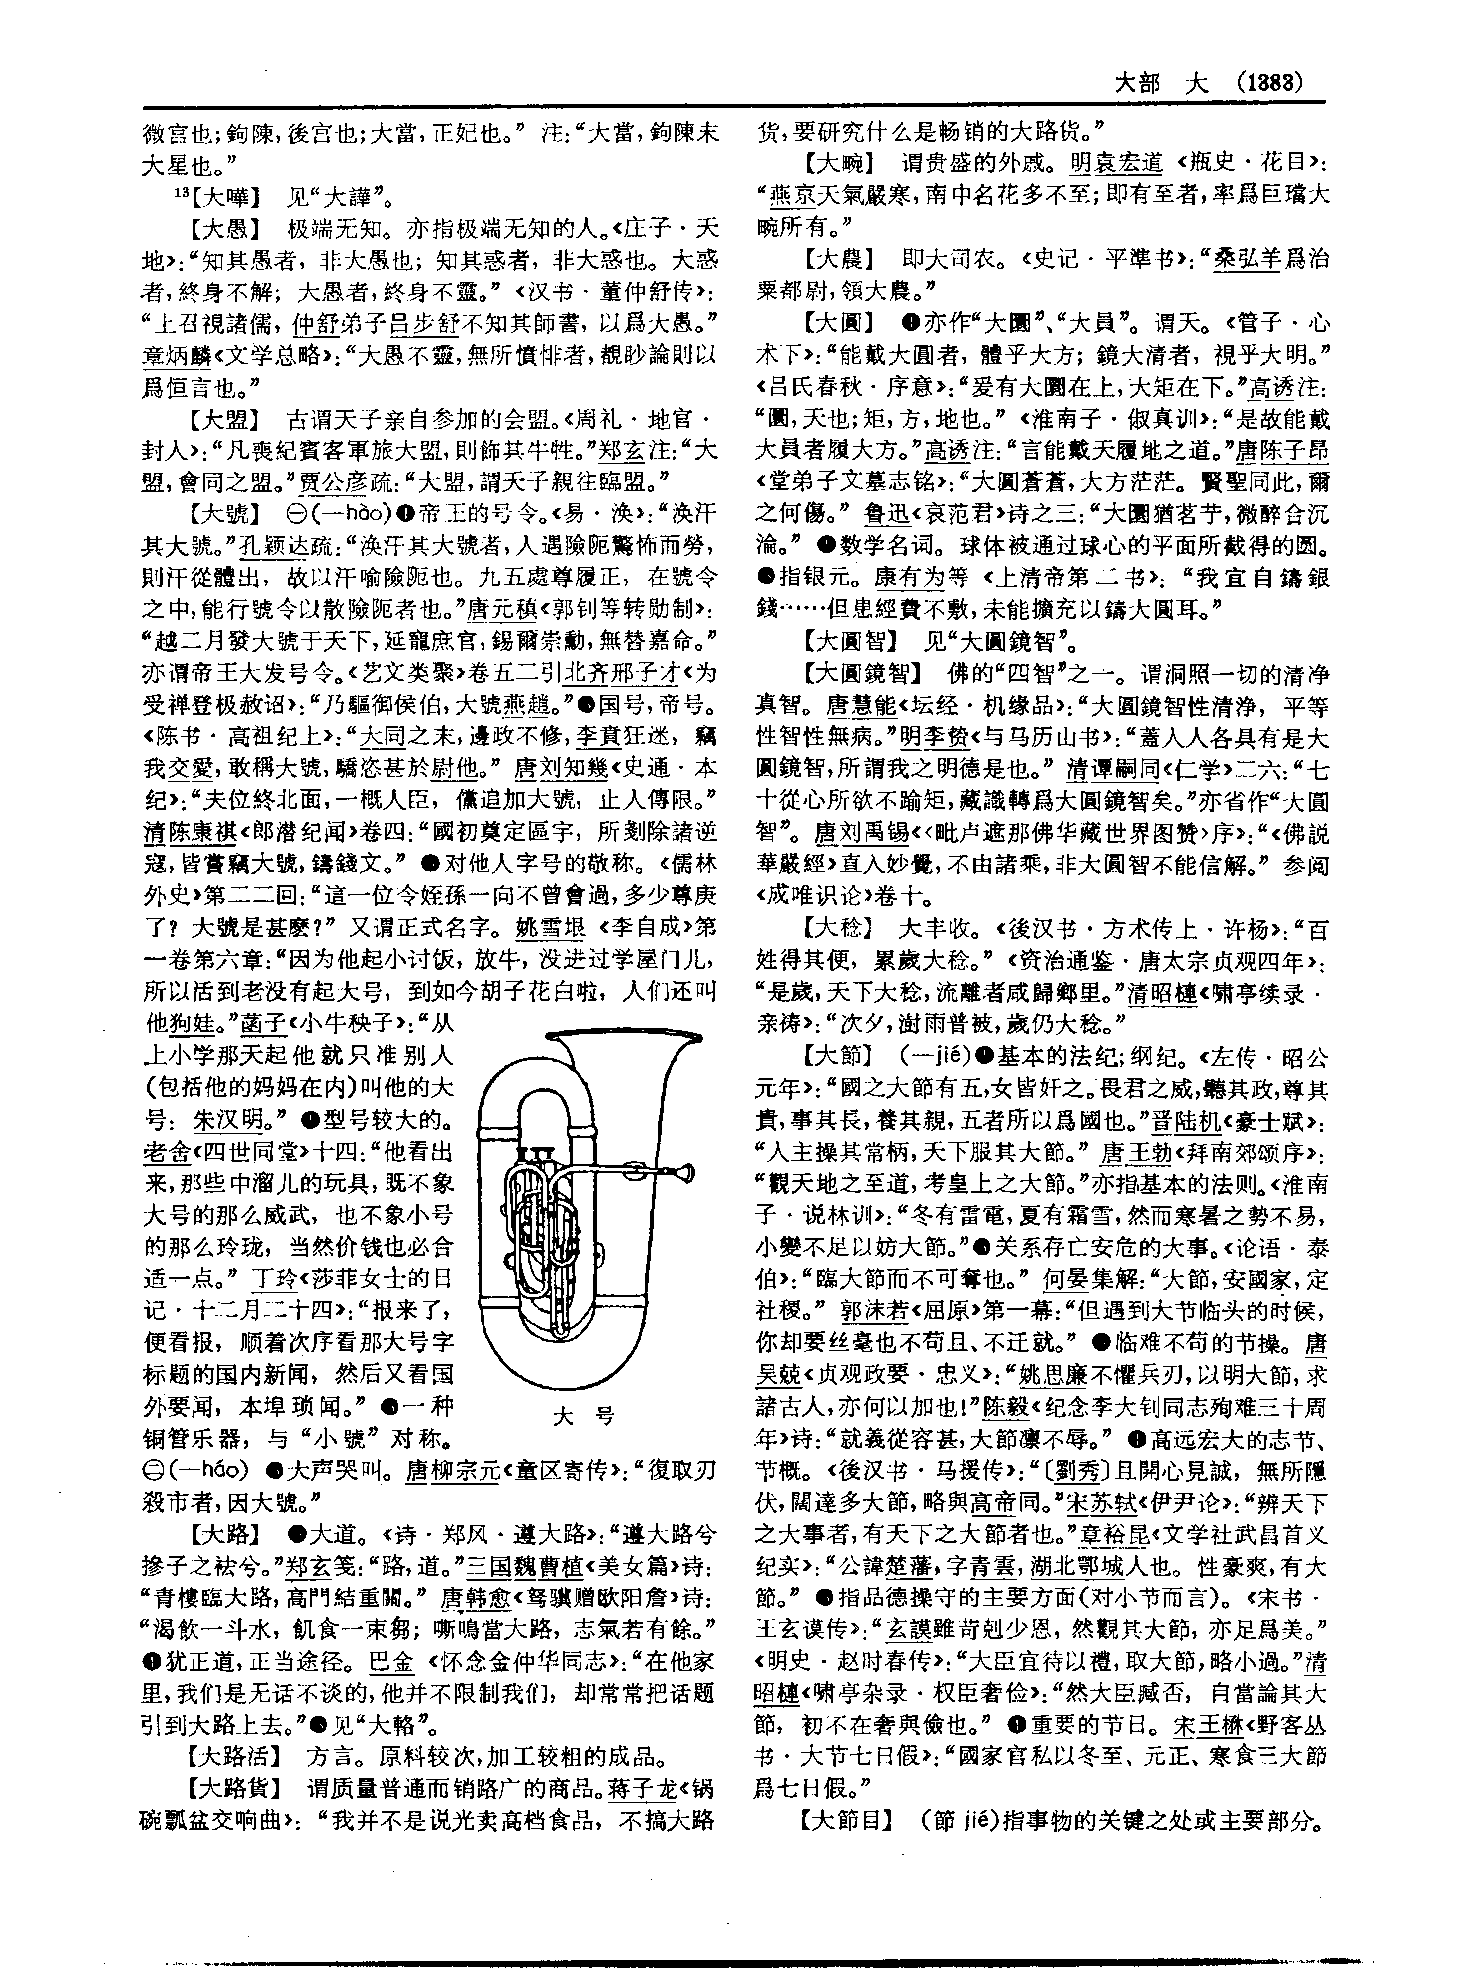 大部　大　(1383)
微宫也；鉤陳，後宫也；大當，正妃也。”注：“大當，鉤陳末
大星也。”
13【大嘩】　见“大譁”。
【大愚】　极端无知。亦指极端无知的人。《庄子·天
地》：“知其愚者，非大愚也；知其惑者，非大惑也。大惑
者，終身不解；大愚者，終身不靈。”《汉书·董仲舒传》：
“上召視諸儒，仲舒弟子吕步舒不知其師書，以爲大愚。”
章炳麟《文学总略》：“大愚不靈，無所憤悱者，覩眇論則以
爲恒言也。”
【大盟】　古谓天子亲自参加的会盟。《周礼·地官·
封人》：“凡喪紀賓客軍旅大盟，則飾其牛牲。”郑玄注：“大
盟，會同之盟。”贾公彦疏：“大盟，謂天子親往臨盟。”
【大號】　㊀(—hào)❶帝王的号令。《易·涣》：“涣汗
其大號。”孔颖达疏：“涣汗其大號者，人遇險阨驚怖而勞，
則汗從體出，故以汗喻險阨也。九五處尊履正，在號令
之中，能行號令以散險阨者也。”唐元稹《郭钊等转勋制》：
“越二月發大號于天下，延寵庶官，錫爾崇勳，無替嘉命。”
亦谓帝王大发号令。《艺文类聚》卷五二引北齐邢子才《为
受禅登极赦诏》：“乃驅御侯伯，大號燕趙。”❷国号，帝号。
《陈书·高祖纪上》：“大同之末，邊政不修，李賁狂迷，竊
我交愛，敢稱大號，驕恣甚於尉他。”唐刘知幾《史通·本
纪》：“夫位終北面，一概人臣，儻追加大號，止入傳限。”
清陈康祺《郎潜纪闻》卷四：“國初奠定區宇，所剗除諸逆
寇，皆嘗竊大號，鑄錢文。”❸对他人字号的敬称。《儒林
外史》第二二回：“這一位令姪孫一向不曾會過，多少尊庚
了？大號是甚麽？”又谓正式名字。姚雪垠《李自成》第
一卷第六章：“因为他起小讨饭，放牛，没进过学屋门儿，
所以活到老没有起大号，到如今胡子花白啦，人们还叫
他狗娃。”菡子《小牛秧子》：“从
上小学那天起他就只准别人
(包括他的妈妈在内)叫他的大
号：朱汉明。”❹型号较大的。
老舍《四世同堂》十四：“他看出
来，那些中溜儿的玩具，既不象
大号的那么威武，也不象小号
的那么玲珑，当然价钱也必合
适一点。”丁玲《莎菲女士的日
记·十二月二十四》：“报来了，
便看报，顺着次序看那大号字
标题的国内新闻，然后又看国
外要闻，本埠琐闻。”❺一种
铜管乐器，与“小號”对称。
大　号
㊁(—háo)　❻大声哭叫。唐柳宗元《童区寄传》：“復取刃
殺市者，因大號。”
【大路】　❶大道。《诗·郑风·遵大路》：“遵大路兮
摻子之袪兮。”郑玄笺：“路，道。”三国魏曹植《美女篇》诗：
“青樓臨大路，高門結重關。”唐韩愈《驽骥赠欧阳詹》诗：
“渴飲一斗水，飢食一束芻；嘶鳴當大路，志氣若有餘。”
❷犹正道，正当途径。巴金《怀念金仲华同志》：“在他家
里，我们是无话不谈的，他并不限制我们，却常常把话题
引到大路上去。”❸见“大輅”。
【大路活】　方言。原料较次，加工较粗的成品。
【大路貨】　谓质量普通而销路广的商品。蒋子龙《锅
碗瓢盆交响曲》：“我并不是说光卖高档食品，不搞大路
货，要研究什么是畅销的大路货。”
【大畹】　谓贵盛的外戚。明袁宏道《瓶史·花目》：
“燕京天氣嚴寒，南中名花多不至；即有至者，率爲巨璫大
畹所有。”
【大農】　即大司农。《史记·平準书》：“桑弘羊爲治
粟都尉，領大農。”
【大圓】　❶亦作“大圜”、“大員”。谓天。《管子·心
术下》：“能戴大圓者，體乎大方；鏡大清者，視乎大明。”
《吕氏春秋·序意》：“爰有大圜在上，大矩在下。”高诱注：
“圜，天也；矩，方，地也。”《淮南子·俶真训》：“是故能戴
大員者履大方。”高诱注：“言能戴天履地之道。”唐陈子昂
《堂弟子文墓志铭》：“大圓蒼蒼，大方茫茫。賢聖同此，爾
之何傷。”鲁迅《哀范君》诗之三：“大圜猶茗艼，微醉合沉
淪。”❷数学名词。球体被通过球心的平面所截得的圆。
❸指银元。康有为等《上清帝第二书》：“我宜自鑄銀
錢……但患經費不敷，未能擴充以鑄大圓耳。”
【大圓智】　见“大圓鏡智”。
【大圓鏡智】　佛的“四智”之一。谓洞照一切的清净
真智。唐慧能《坛经·机缘品》：“大圓鏡智性清浄，平等
性智性無病。”明李贽《与马历山书》：“蓋人人各具有是大
圓鏡智，所謂我之明德是也。”清谭嗣同《仁学》二六：“七
十從心所欲不踰矩，藏識轉爲大圓鏡智矣。”亦省作“大圓
智”。唐刘禹锡《〈毗卢遮那佛华藏世界图赞〉序》：“《佛説
華嚴經》直入妙覺，不由諸乘，非大圓智不能信解。”参阅
《成唯识论》卷十。
【大稔】　大丰收。《後汉书·方术传上·许杨》：“百
姓得其便，累歲大稔。”《资治通鉴·唐太宗贞观四年》：
“是歲，天下大稔，流離者咸歸鄉里。”清昭槤《啸亭续录·
亲祷》：“次夕，澍雨普被，歲仍大稔。”
【大節】　(—jié)❶基本的法纪；纲纪。《左传·昭公
元年》：“國之大節有五，女皆奸之。畏君之威，聽其政，尊其
貴，事其長，養其親，五者所以爲國也。”晋陆机《豪士赋》：
“人主操其常柄，天下服其大節。”唐王勃《拜南郊颂序》：
“觀天地之至道，考皇上之大節。”亦指基本的法则。《淮南
子·说林训》：“冬有雷電，夏有霜雪，然而寒暑之勢不易，
小變不足以妨大節。”❷关系存亡安危的大事。《论语·泰
伯》：“臨大節而不可奪也。”何晏集解：“大節，安國家，定
社稷。”郭沫若《屈原》第一幕：“但遇到大节临头的时候，
你却要丝毫也不苟且、不迁就。”❸临难不苟的节操。唐
吴兢《贞观政要·忠义》：“姚思廉不懼兵刃，以明大節，求
諸古人，亦何以加也！”陈毅《纪念李大钊同志殉难三十周
年》诗：“就義從容甚，大節凛不辱。”❹高远宏大的志节、
节概。《後汉书·马援传》：“〔劉秀〕且開心見誠，無所隱
伏，闊達多大節，略與高帝同。”宋苏轼《伊尹论》：“辨天下
之大事者，有天下之大節者也。”章裕昆《文学社武昌首义
纪实》：“公諱楚藩，字青雲，湖北鄂城人也。性豪爽，有大
節。”❺指品德操守的主要方面(对小节而言)。《宋书·
王玄谟传》：“玄謨雖苛剋少恩，然觀其大節，亦足爲美。”
《明史·赵时春传》：“大臣宜待以禮，取大節，略小過。”清
昭槤《啸亭杂录·权臣奢俭》：“然大臣臧否，自當論其大
節，初不在奢與儉也。”❻重要的节日。宋王楙《野客丛
书·大节七日假》：“國家官私以冬至、元正、寒食三大節
爲七日假。”
【大節目】　(節 jié)指事物的关键之处或主要部分。